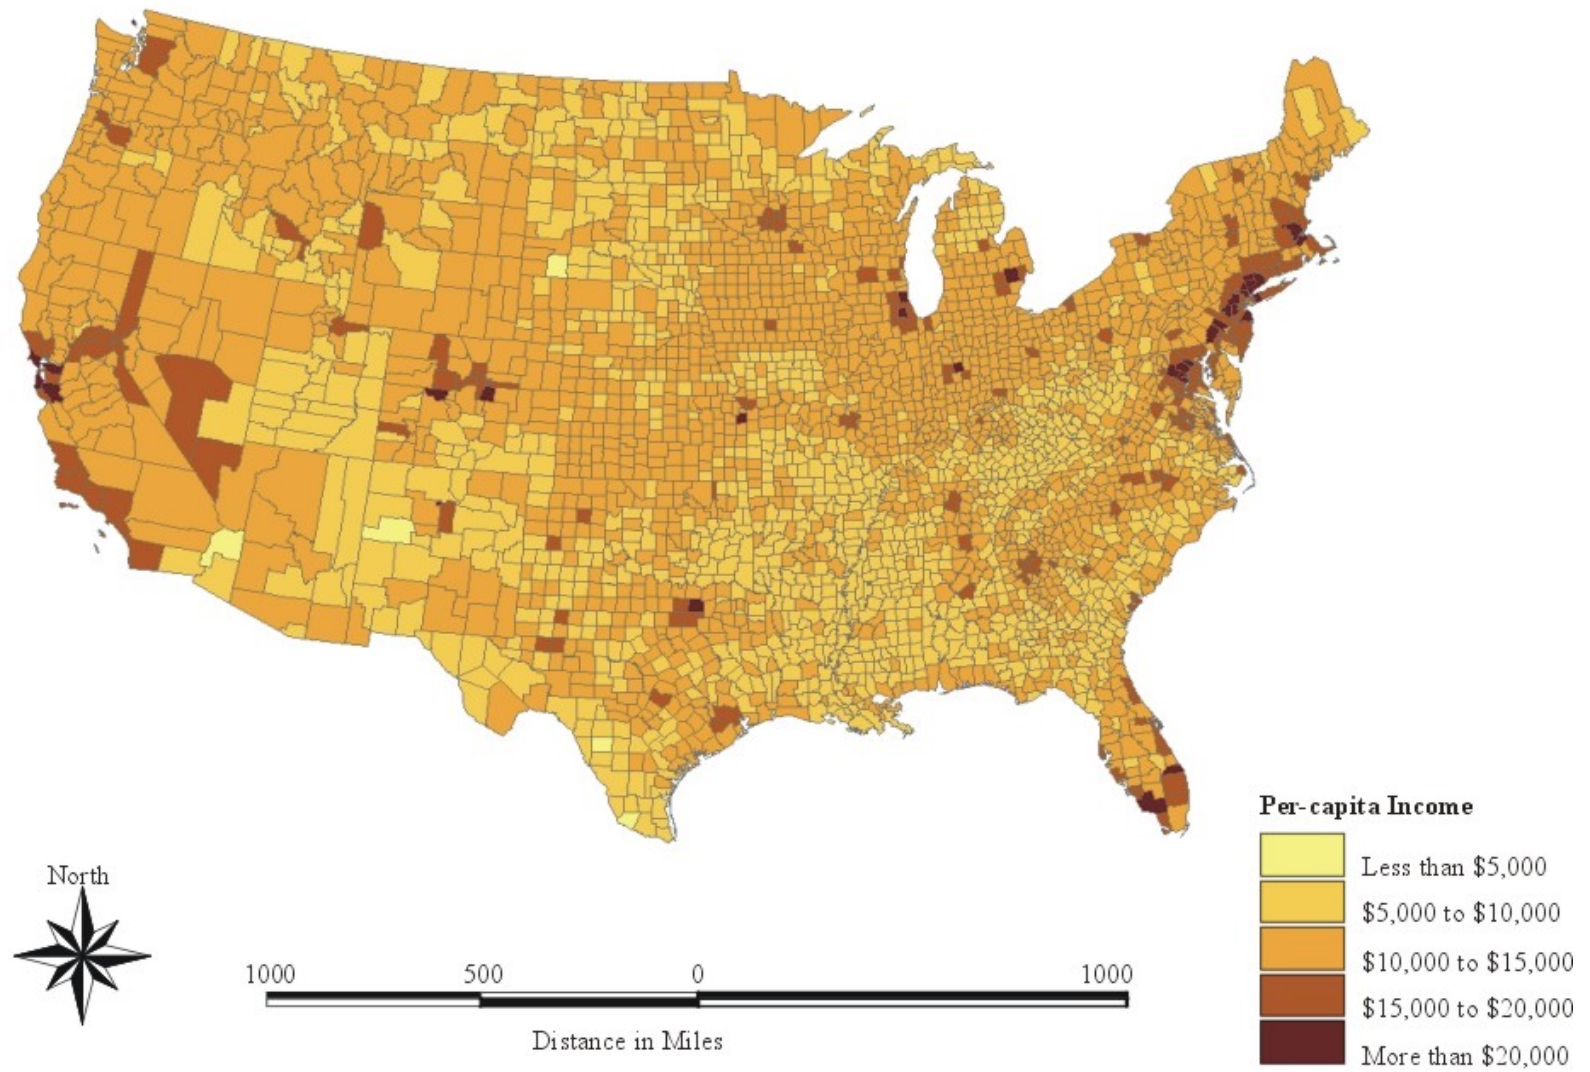 Per-capita Income
Less than $5,000
$5,000 to $10,000
$10,000 to $15,000
$15,000 to $20,000
More than $20,000
North
1000 500 0 1000
Distance in Miles